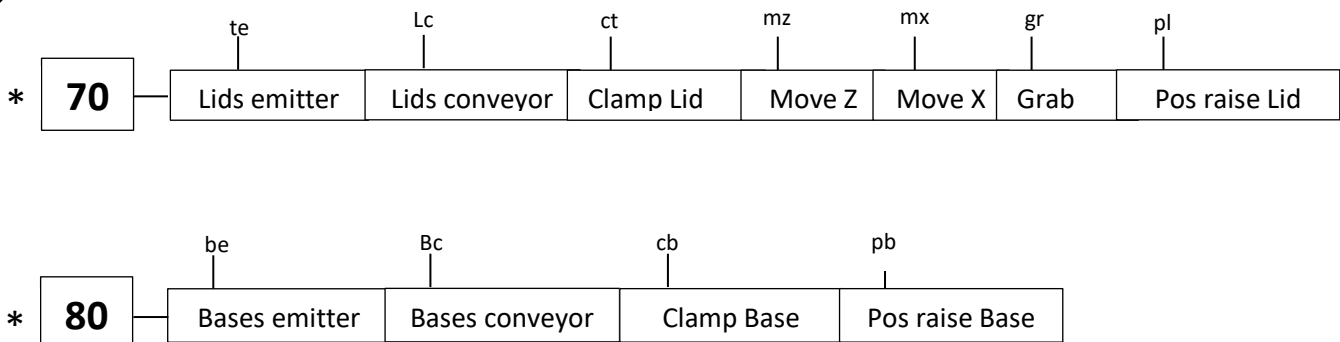 te Lc ct mz mx gr pl
* 70 Lids emitter Lids conveyor Clamp Lid Move Z Move X Grab Pos raise Lid
be Bc cb pb
* 80 Bases emitter Bases conveyor Clamp Base Pos raise Base